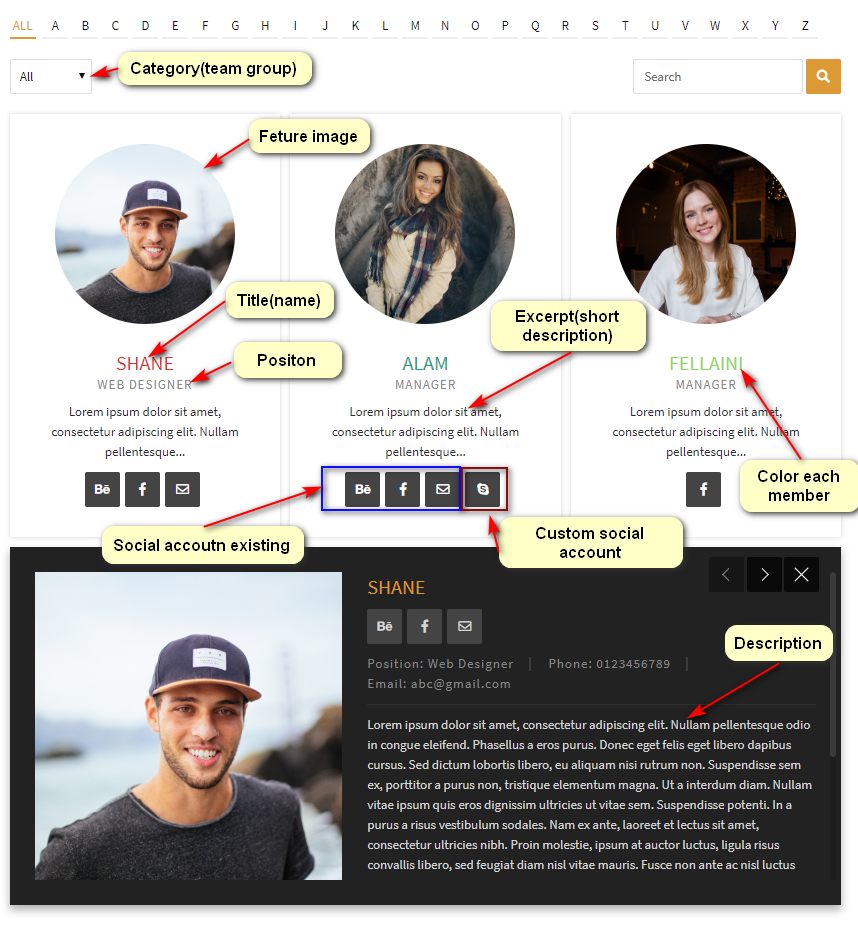 ALL A B C D E F G H I J K L M N O P Q R S T U V W X Y Z
All
Category(team group)
Search
Feture image
Title(name)
Positon
Excerpt(short
description)
SHANE
WEB DESIGNER
Lorem ipsum dolor sit amet,
consectetur adipiscing elit. Nullam
pellentesque...
Bē
ALAM
MANAGER
Lorem ipsum dolor sit amet,
consectetur adipiscing elit. Nullam
pellentesque...
Bē
FELLAINI
MANAGER
Lorem ipsum dolor sit amet,
consectetur adipiscing elit. Nullam
pellentesque...
Color each
member
Social accoutn existing
Custom social
account
SHANE
Bē
Position: Web Designer | Phone: 0123456789 |
Email: abc@gmail.com
Description
Lorem ipsum dolor sit amet, consectetur adipiscing elit. Nullam pellentesque odio
in congue eleifend. Phasellus a eros purus. Donec eget felis eget libero dapibus
cursus. Sed dictum lobortis libero, eu aliquam nisi rutrum non. Suspendisse sem
ex, porttitor a purus non, tristique elementum magna. Ut a interdum diam. Nullam
vitae ipsum quis eros dignissim ultricies ut vitae sem. Suspendisse potenti. In a
purus a risus vestibulum sodales. Nam ex ante, laoreet et lectus sit amet,
consectetur ultricies nibh. Proin molestie, ipsum at auctor luctus, ligula risus
convallis libero, sed feugiat diam nisl vitae mauris. Fusce non ante ac nisl luctus